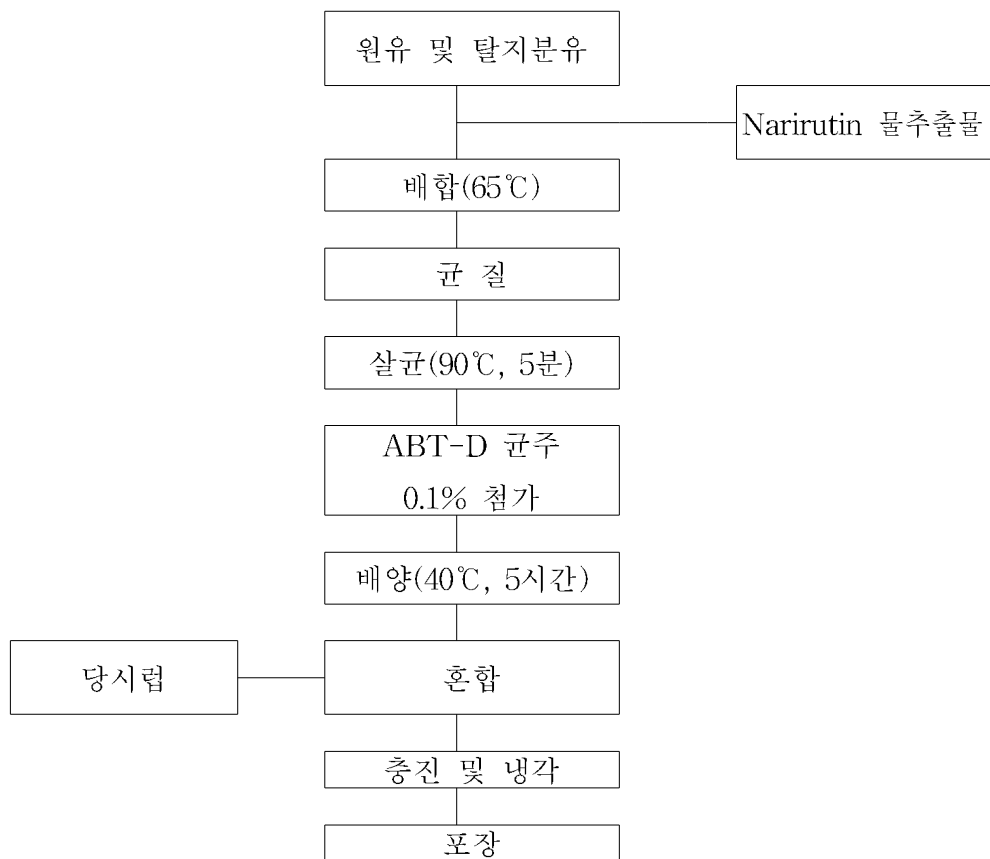 원유 및 탈지분유
Narirutin 물추출물
배합(65℃)
균 질
살균(90℃, 5분)
ABT-D 균주
0.1% 첨가
배양(40℃, 5시간)
당시럽
혼합
충진 및 냉각
포장